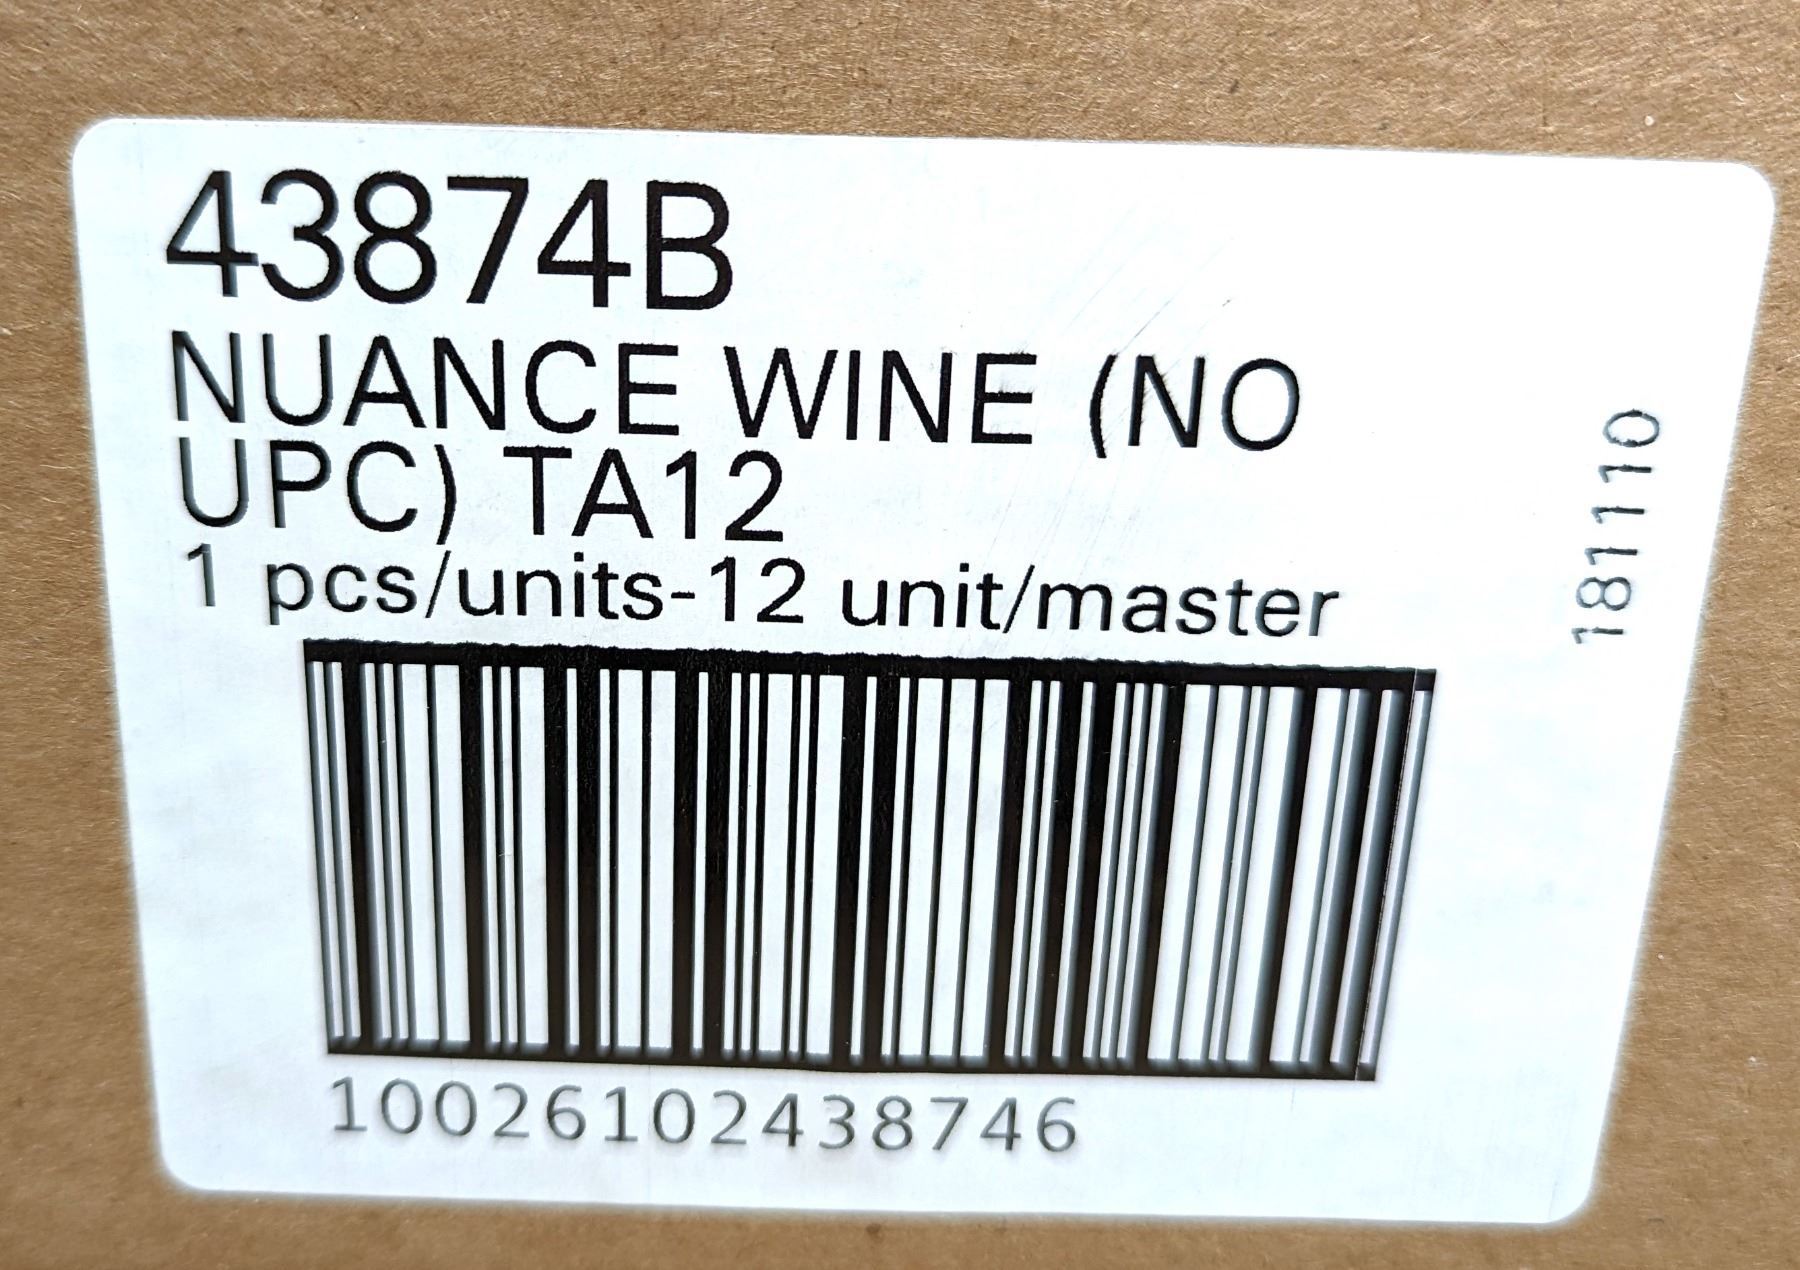 43874B
NUANCE WINE (NO
UPC) TA12
1 pcs/units-12 unit/master
181110
10026102438746